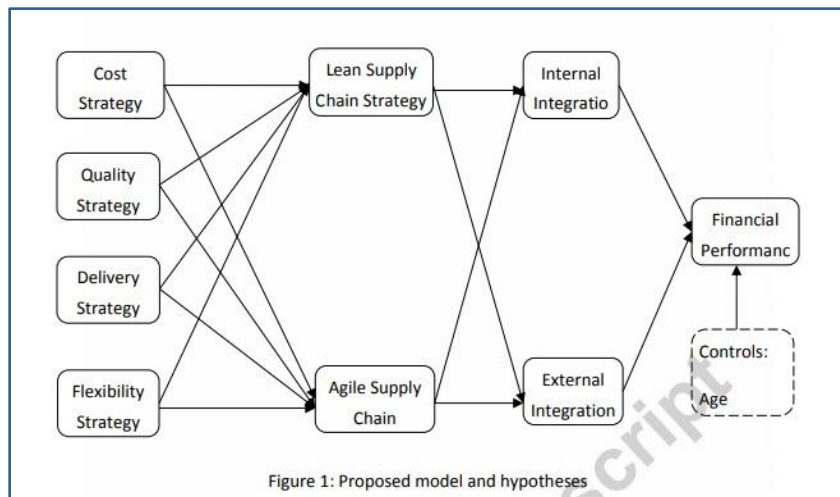 Cost
Strategy
Lean Supply
Chain Strategy
Internal
Integratio
Quality
Strategy
Financial
Performanc
Delivery
Strategy
Controls:
Age
Flexibility
Strategy
Agile Supply
Chain
External
Integration
script
Figure 1: Proposed model and hypotheses